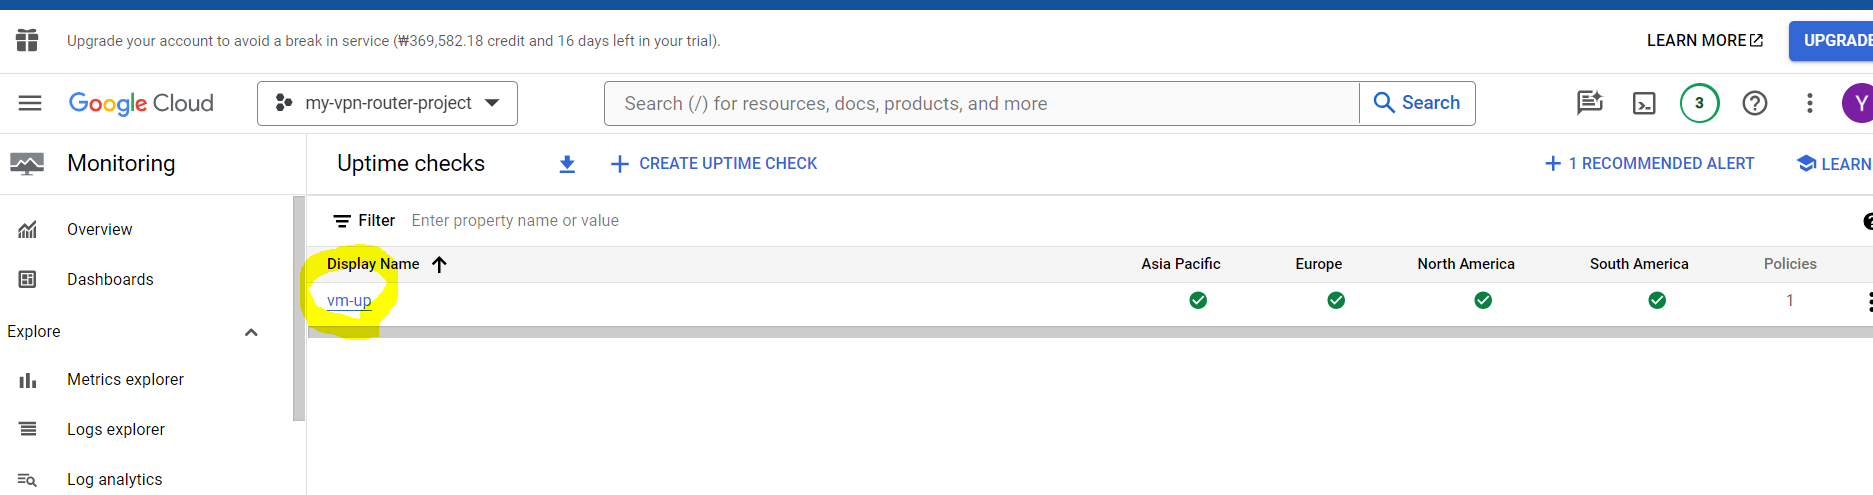 Upgrade your account to avoid a break in service (₩369,582.18 credit and 16 days left in your trial).
LEARN MORE
UPGRADE
Google Cloud
my-vpn-router-project
Search (/) for resources, docs, products, and more
Search
3
Y
Monitoring
Uptime checks
CREATE UPTIME CHECK
1 RECOMMENDED ALERT
LEARN
Overview
Dashboards
Explore
Metrics explorer
Logs explorer
Log analytics
Filter
Enter property name or value
Display Name
Asia Pacific
Europe
North America
South America
Policies
vm-up
1